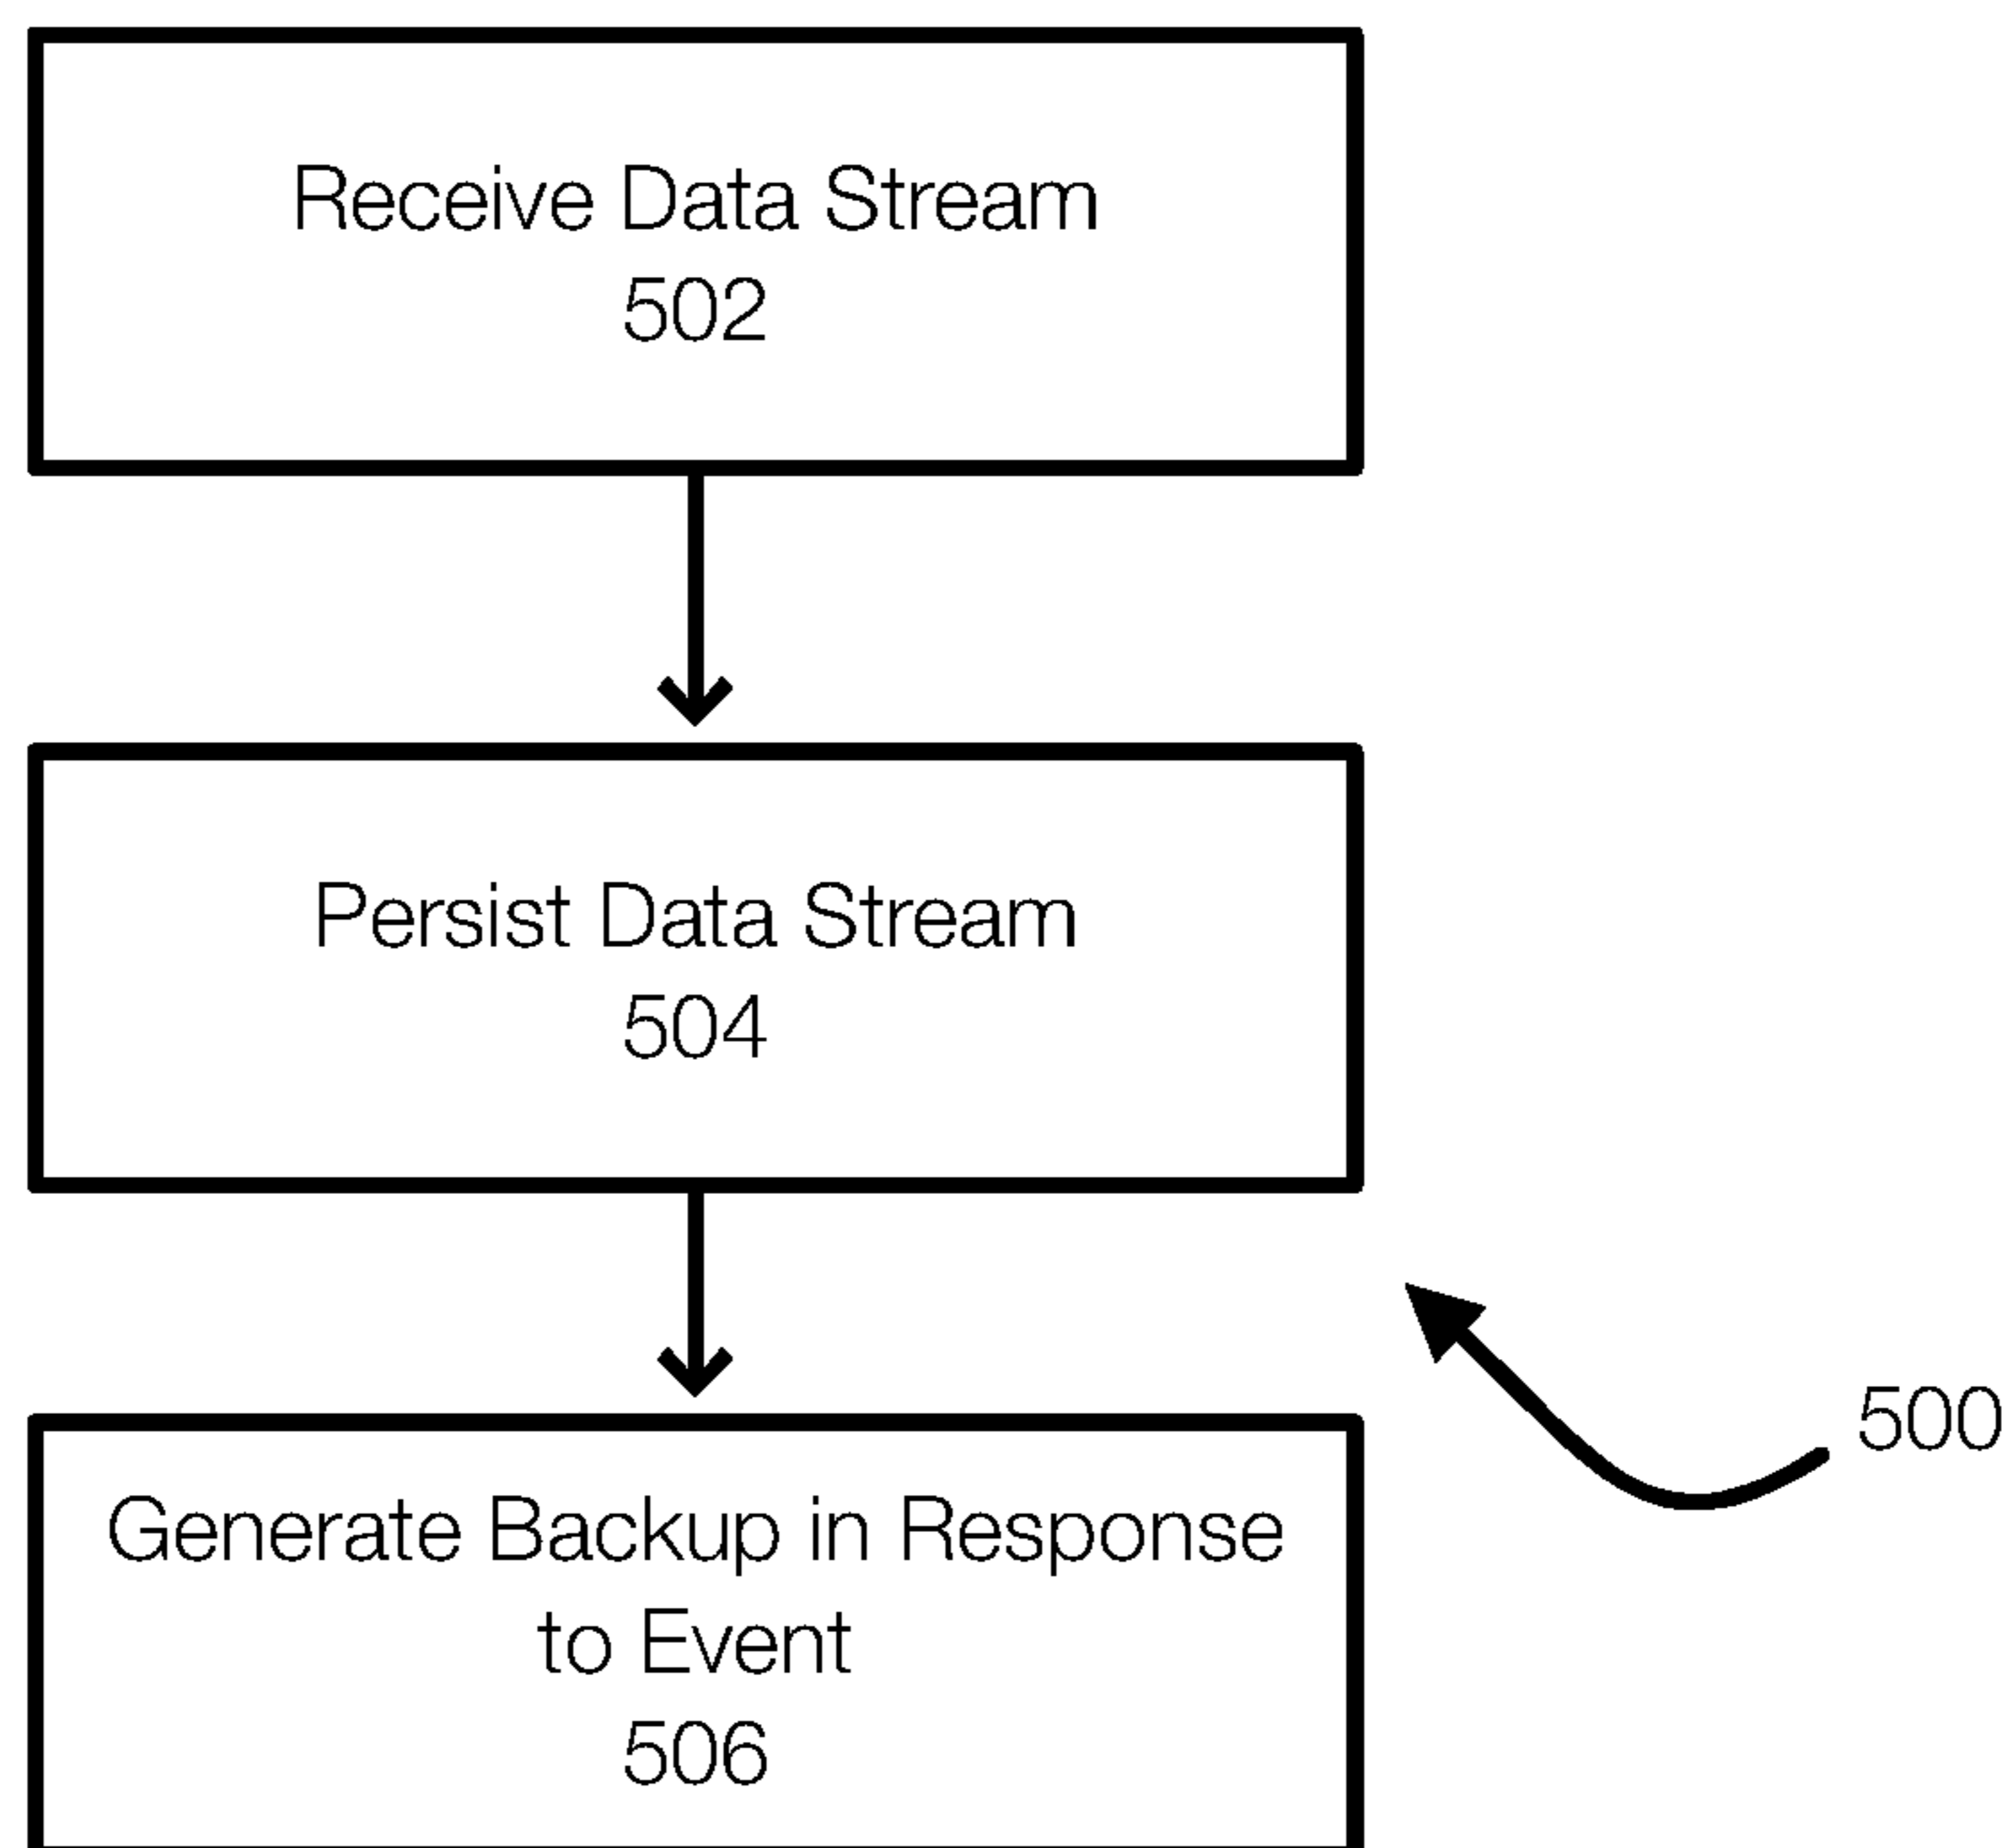 Receive Data Stream
502
Persist Data Stream
504
500
Generate Backup in Response
to Event
506